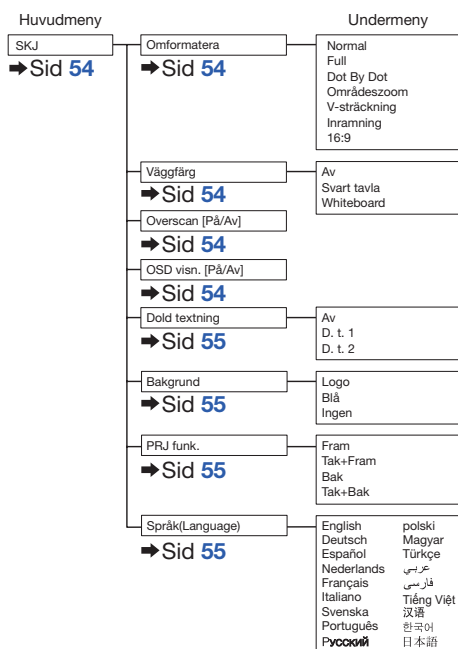 Huvudmeny
Undermeny
SKJ
➡Sid 54
Omformatera
➡Sid 54
Normal
Full
Dot By Dot
Områdeszoom
V-sträckning
Inramning
16:9
Väggfärg
➡Sid 54
Av
Svart tavla
Whiteboard
Overscan [På/Av]
➡Sid 54
OSD visn. [På/Av]
➡Sid 54
Dold textning
➡Sid 55
Av
D. t. 1
D. t. 2
Bakgrund
➡Sid 55
Logo
Blå
Ingen
PRJ funk.
➡Sid 55
Fram
Tak+Fram
Bak
Tak+Bak
Språk(Language)
➡Sid 55
English
Deutsch
Español
Nederlands
Français
Italiano
Svenska
Português
Русский
polski
Magyar
Türkçe
عربي
فارسی
Tiếng Việt
汉语
한국어
日本語